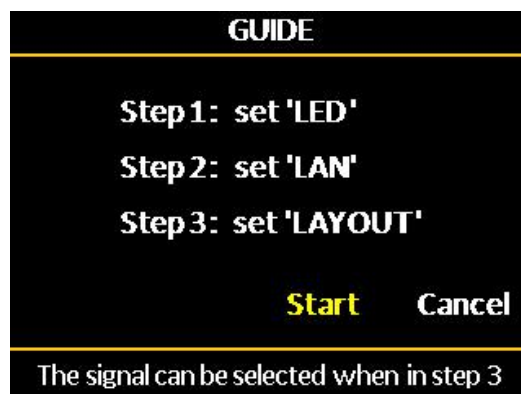 GUIDE
Step1: set 'LED'
Step2: set 'LAN'
Step3: set 'LAYOUT'
Start Cancel
The signal can be selected when in step 3